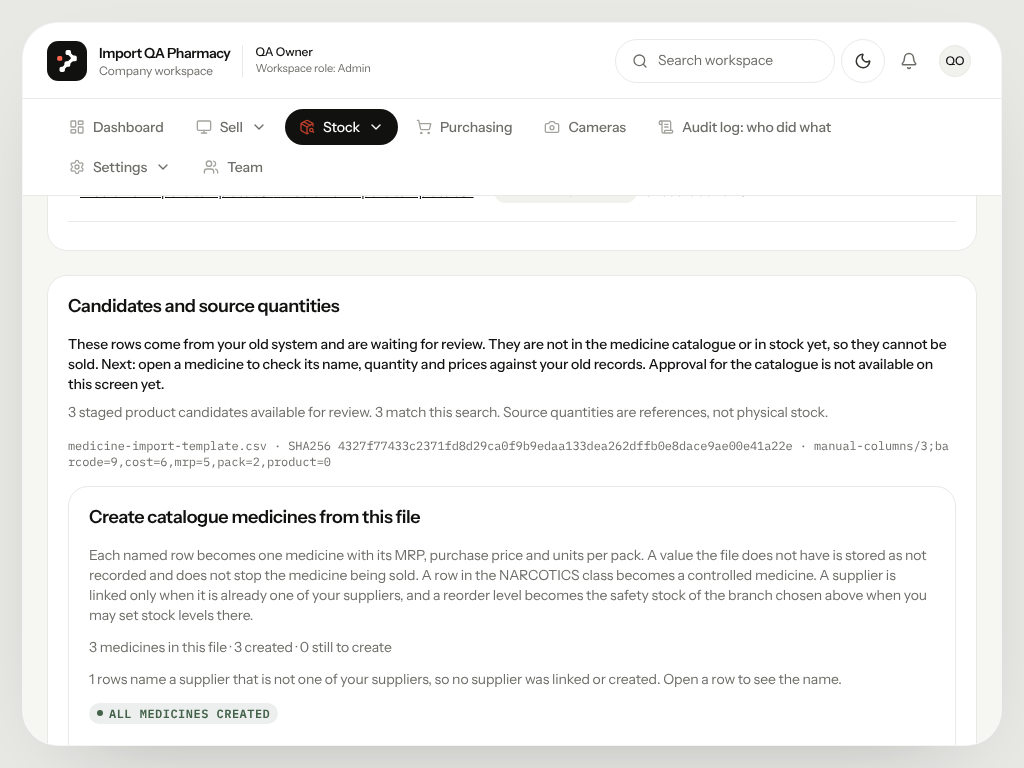 Import QA Pharmacy
Company workspace
QA Owner
Workspace role: Admin
Search workspace
QO
Dashboard
Sell
Stock
Purchasing
Cameras
Audit log: who did what
Settings
Team
Candidates and source quantities
These rows come from your old system and are waiting for review. They are not in the medicine catalogue or in stock yet, so they cannot be
sold. Next: open a medicine to check its name, quantity and prices against your old records. Approval for the catalogue is not available on
this screen yet.
3 staged product candidates available for review. 3 match this search. Source quantities are references, not physical stock.
medicine-import-template.csv · SHA256 4327f77433c2371fd8d29ca0f9b9edaa133dea262dffb0e8dace9ae00e41a22e · manual-columns/3;ba
rcode=9,cost=6,mrp=5,pack=2,product=0
Create catalogue medicines from this file
Each named row becomes one medicine with its MRP, purchase price and units per pack. A value the file does not have is stored as not
recorded and does not stop the medicine being sold. A row in the NARCOTICS class becomes a controlled medicine. A supplier is
linked only when it is already one of your suppliers, and a reorder level becomes the safety stock of the branch chosen above when you
may set stock levels there.
3 medicines in this file · 3 created · 0 still to create
1 rows name a supplier that is not one of your suppliers, so no supplier was linked or created. Open a row to see the name.
ALL MEDICINES CREATED